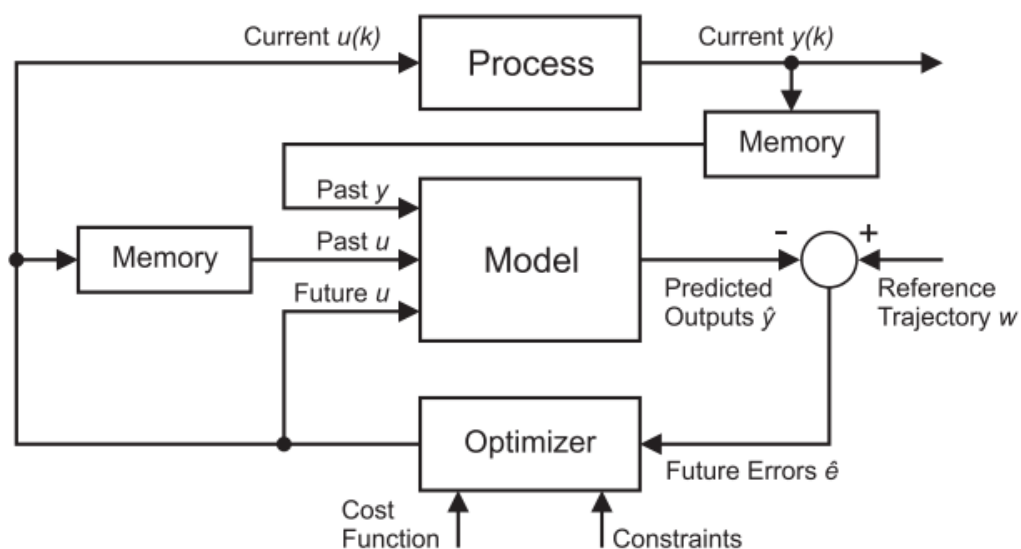 Current u(k)
Process
Current y(k)
Memory
Past y
Memory
Past u
Model
- +
Future u
Predicted
Outputs ŷ
Reference
Trajectory w
Optimizer
Future Errors ê
Cost
Function
Constraints